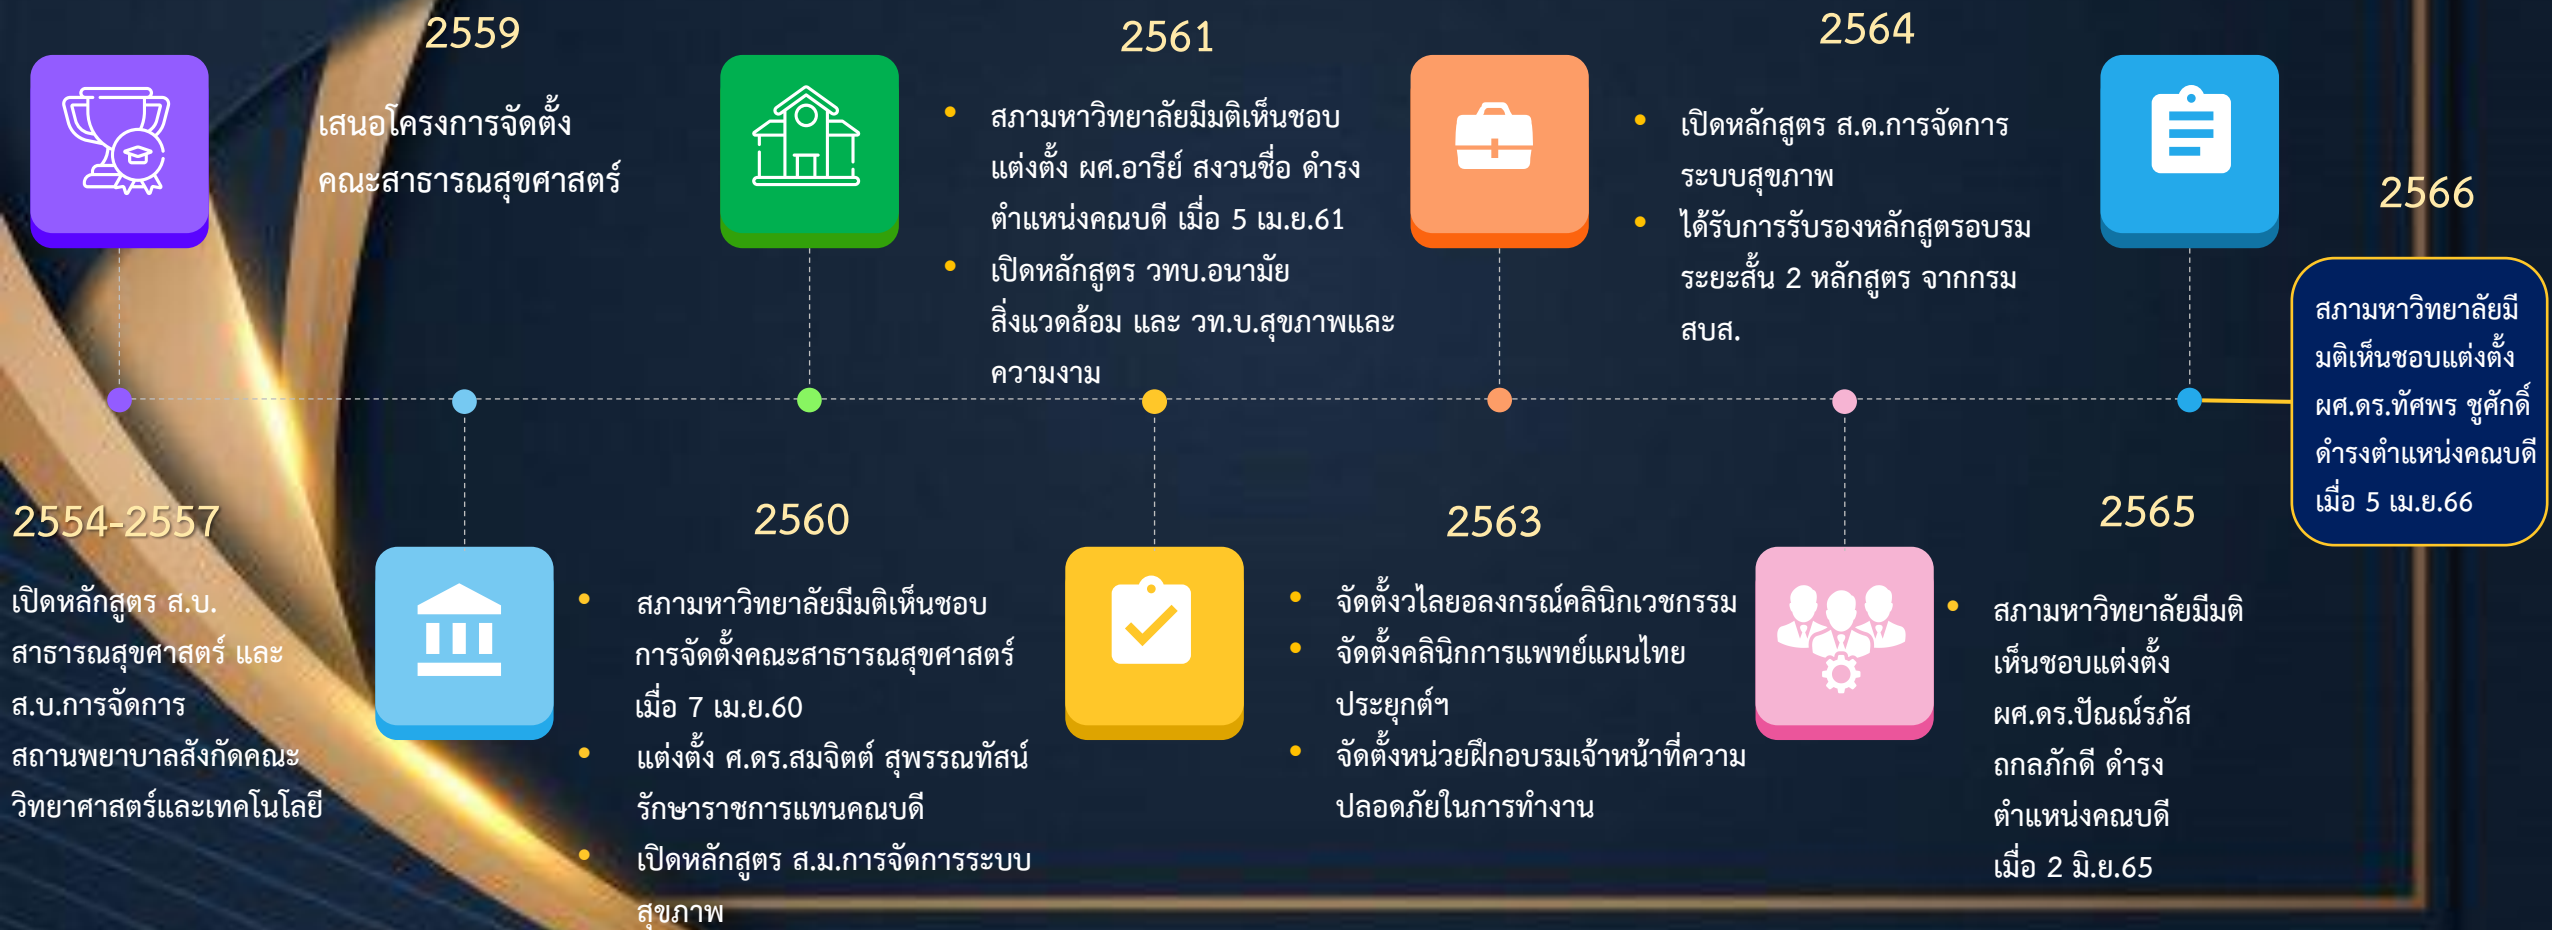 2554-2557
เปิดหลักสูตร ส.บ.
สาธารณสุขศาสตร์ และ
ส.บ.การจัดการ
สถานพยาบาลสังกัดคณะ
วิทยาศาสตร์และเทคโนโลยี
2559
เสนอโครงการจัดตั้ง
คณะสาธารณสุขศาสตร์
2560
• สภามหาวิทยาลัยมีมติเห็นชอบ
การจัดตั้งคณะสาธารณสุขศาสตร์
เมื่อ 7 เม.ย.60
• แต่งตั้ง ศ.ดร.สมจิตต์ สุพรรณทัสน์
รักษาราชการแทนคณบดี
• เปิดหลักสูตร ส.ม.การจัดการระบบ
สุขภาพ
2561
• สภามหาวิทยาลัยมีมติเห็นชอบ
แต่งตั้ง ผศ.อารีย์ สงวนชื่อ ดำรง
ตำแหน่งคณบดี เมื่อ 5 เม.ย.61
• เปิดหลักสูตร วทบ.อนามัย
สิ่งแวดล้อม และ วท.บ.สุขภาพและ
ความงาม
2563
• จัดตั้งวไลยอลงกรณ์คลินิกเวชกรรม
• จัดตั้งคลินิกการแพทย์แผนไทย
ประยุกต์ฯ
• จัดตั้งหน่วยฝึกอบรมเจ้าหน้าที่ความ
ปลอดภัยในการทำงาน
2564
• เปิดหลักสูตร ส.ด.การจัดการ
ระบบสุขภาพ
• ได้รับการรับรองหลักสูตรอบรม
ระยะสั้น 2 หลักสูตร จากกรม
สบส.
2565
• สภามหาวิทยาลัยมีมติ
เห็นชอบแต่งตั้ง
ผศ.ดร.ปัณณ์รภัส
ถกลภักดี ดำรง
ตำแหน่งคณบดี
เมื่อ 2 มิ.ย.65
2566
สภามหาวิทยาลัยมี
มติเห็นชอบแต่งตั้ง
ผศ.ดร.ทัศพร ชูศักดิ์
ดำรงตำแหน่งคณบดี
เมื่อ 5 เม.ย.66